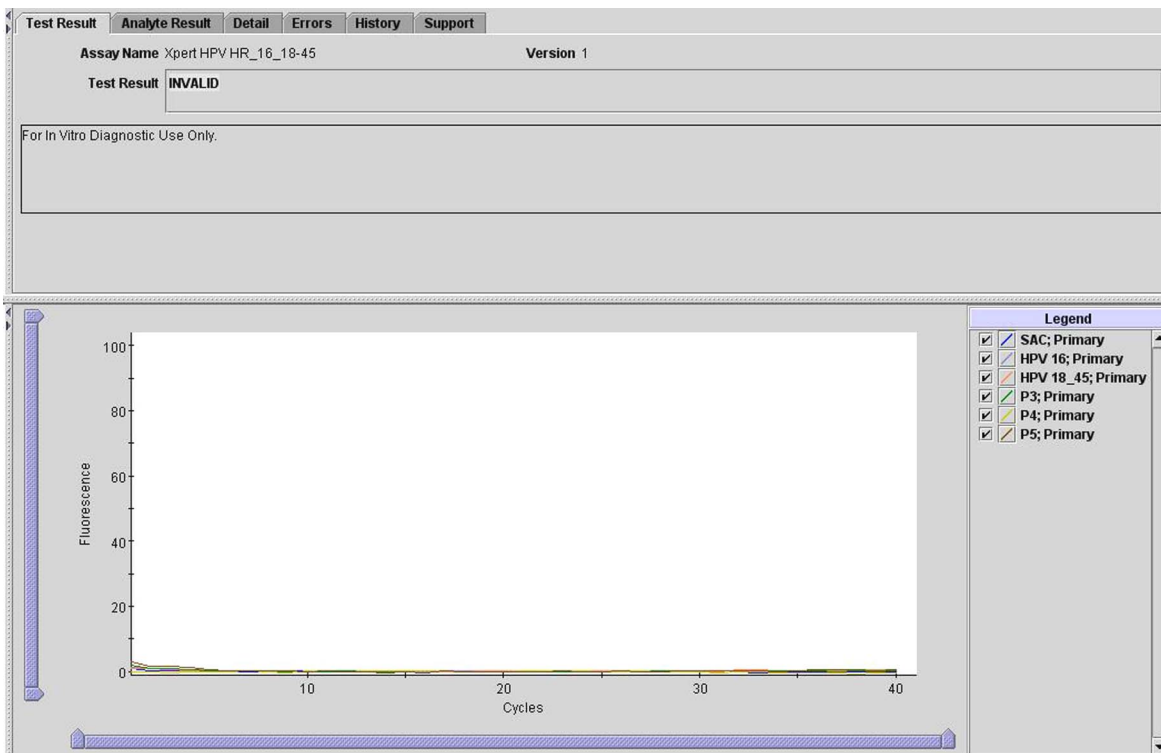 Test Result Analyte Result Detail Errors History Support
Assay Name Xpert HPV HR_16_18-45 Version 1
Test Result INVALID
For In Vitro Diagnostic Use Only.
Legend
SAC; Primary
HPV 16; Primary
HPV 18_45; Primary
P3; Primary
P4; Primary
P5; Primary
100
80
60
40
20
0
Fluorescence
10 20 30 40
Cycles